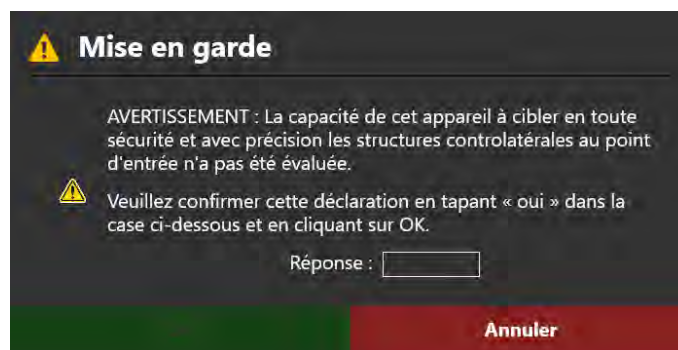 Mise en garde
AVERTISSEMENT : La capacité de cet appareil à cibler en toute
sécurité et avec précision les structures controlatérales au point
d'entrée n'a pas été évaluée.
Veuillez confirmer cette déclaration en tapant « oui » dans la
case ci-dessous et en cliquant sur OK.
Réponse :
Annuler